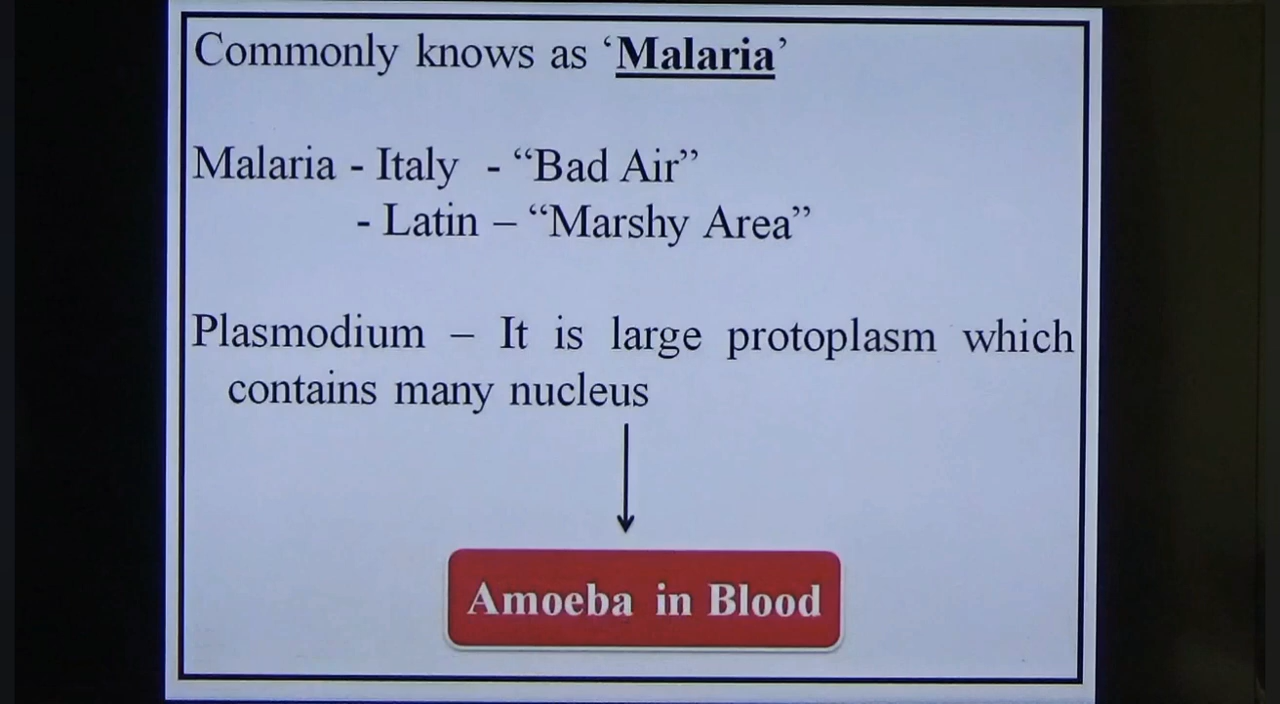 Commonly knows as ‘Malaria’
Malaria - Italy - “Bad Air”
- Latin – “Marshy Area”
Plasmodium – It is large protoplasm which
contains many nucleus
Amoeba in Blood